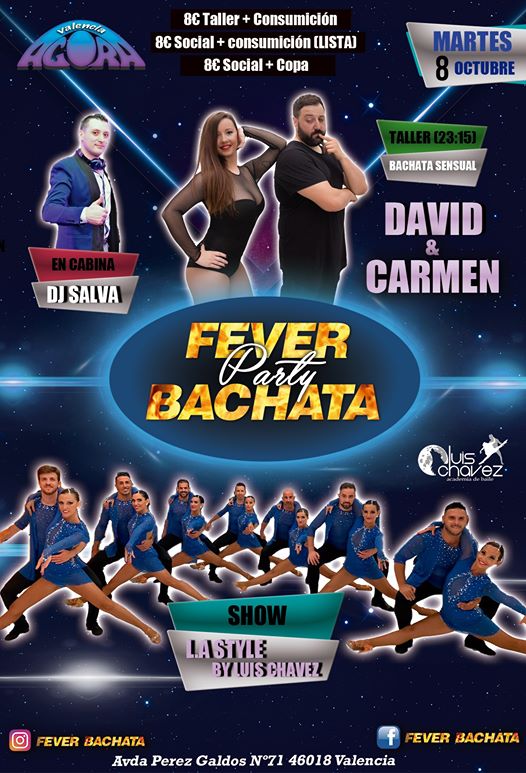 Valencia
AGORA
8€ Taller + Consumición
8€ Social + consumición (LISTA)
8€ Social + Copa
MARTES
8 OCTUBRE
TALLER (23:15)
BACHATA SENSUAL
DAVID
&
CARMEN
EN CABINA
DJ SALVA
FEVER
Party
BACHATA
luis
chavez
academia de baile
SHOW
L.A STYLE
BY LUIS CHAVEZ
FEVER BACHATA
FEVER BACHATA
Avda Perez Galdos Nº71 46018 Valencia